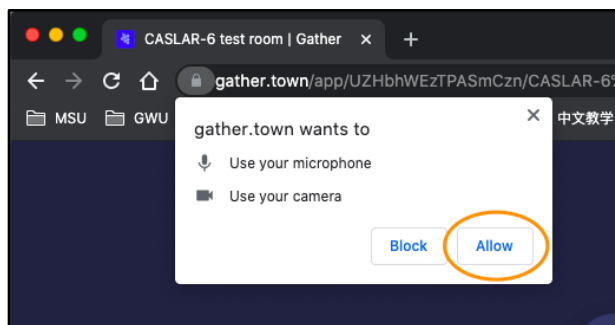 CASLAR-6 test room | Gather
gather.town/app/UZHbhWEzTPASmCzn/CASLAR-6%
MSU GWU 中文教学
gather.town wants to
Use your microphone
Use your camera
Block Allow